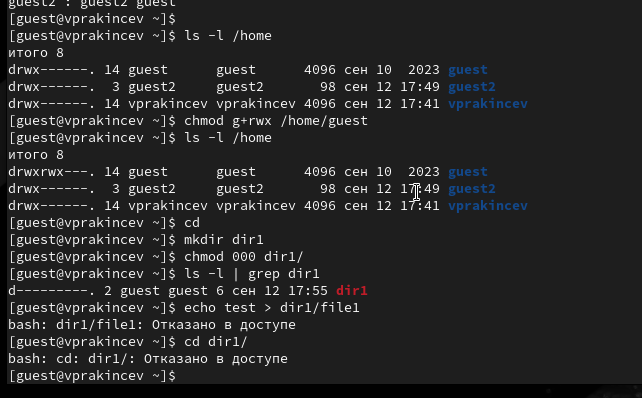 guest2 : guest2 guest
[guest@vprakincev ~]$
[guest@vprakincev ~]$ ls -l /home
итого 8
drwx------. 14 guest      guest      4096 сен 10  2023 guest
drwx------.  3 guest2     guest2       98 сен 12 17:49 guest2
drwx------. 14 vprakincev vprakincev 4096 сен 12 17:41 vprakincev
[guest@vprakincev ~]$ chmod g+rwx /home/guest
[guest@vprakincev ~]$ ls -l /home
итого 8
drwxrwx---. 14 guest      guest      4096 сен 10  2023 guest
drwx------.  3 guest2     guest2       98 сен 12 17:49 guest2
drwx------. 14 vprakincev vprakincev 4096 сен 12 17:41 vprakincev
[guest@vprakincev ~]$ cd
[guest@vprakincev ~]$ mkdir dir1
[guest@vprakincev ~]$ chmod 000 dir1/
[guest@vprakincev ~]$ ls -l | grep dir1
d---------. 2 guest guest 6 сен 12 17:55 dir1
[guest@vprakincev ~]$ echo test > dir1/file1
bash: dir1/file1: Отказано в доступе
[guest@vprakincev ~]$ cd dir1/
bash: cd: dir1/: Отказано в доступе
[guest@vprakincev ~]$